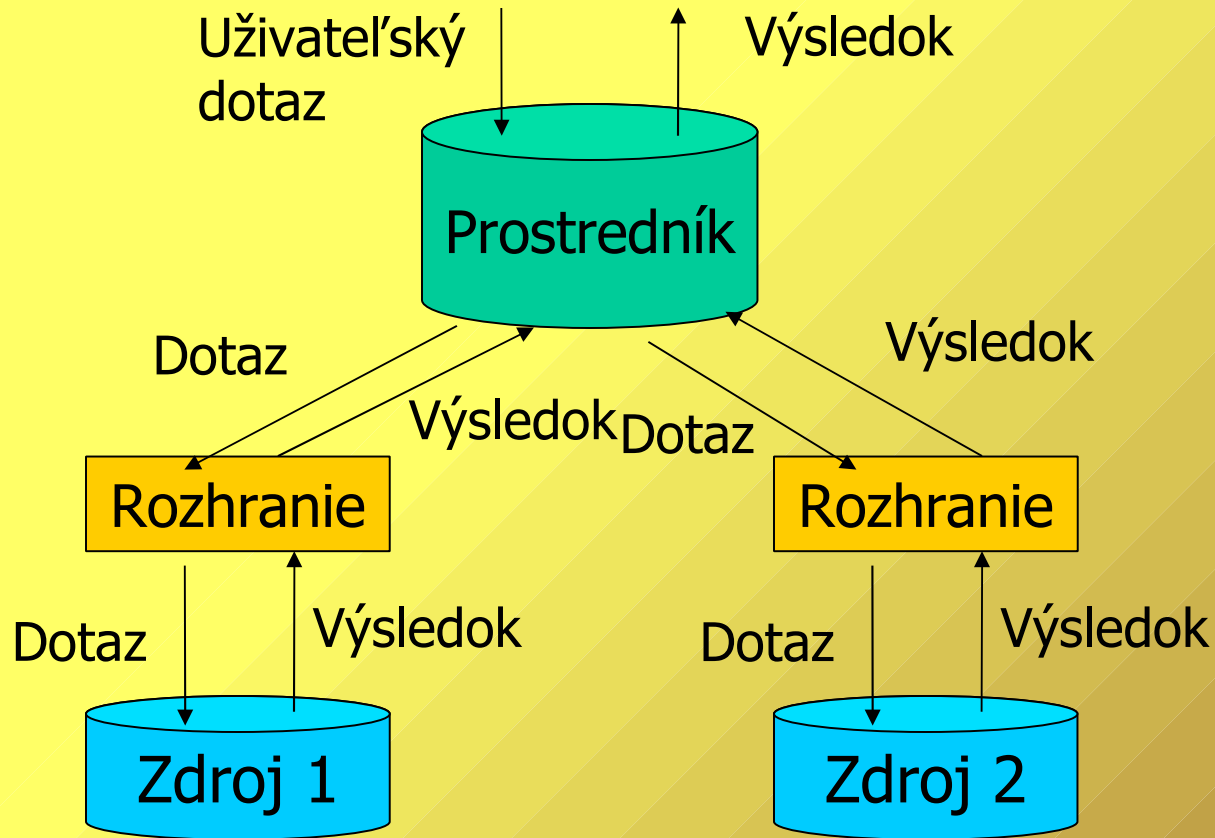 Užívateľský
dotaz
Výsledok
Prostredník
Dotaz
Výsledok
Výsledok
Dotaz
Rozhranie
Rozhranie
Dotaz
Výsledok
Dotaz
Výsledok
Zdroj 1
Zdroj 2